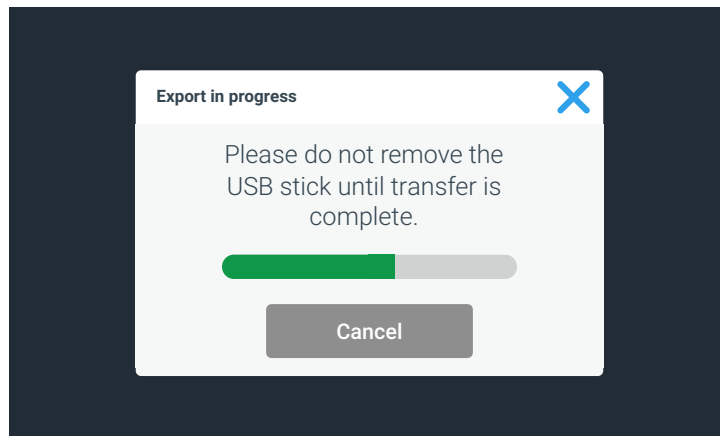 Export in progress
Please do not remove the
USB stick until transfer is
complete.
Cancel